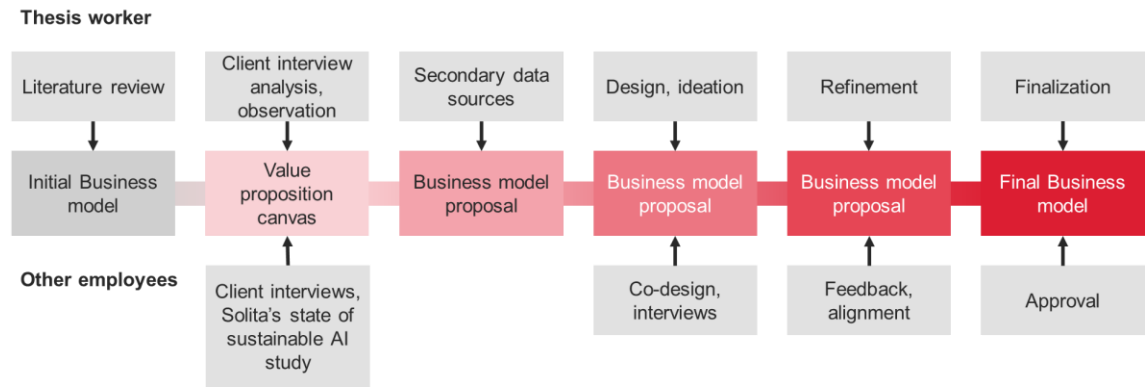 Thesis worker
Literature review
Client interview
analysis,
observation
Secondary data
sources
Design, ideation
Refinement
Finalization
Initial Business
model
Value
proposition
canvas
Business model
proposal
Business model
proposal
Business model
proposal
Final Business
model
Other employees
Client interviews,
Solita's state of
sustainable AI
study
Co-design,
interviews
Feedback,
alignment
Approval